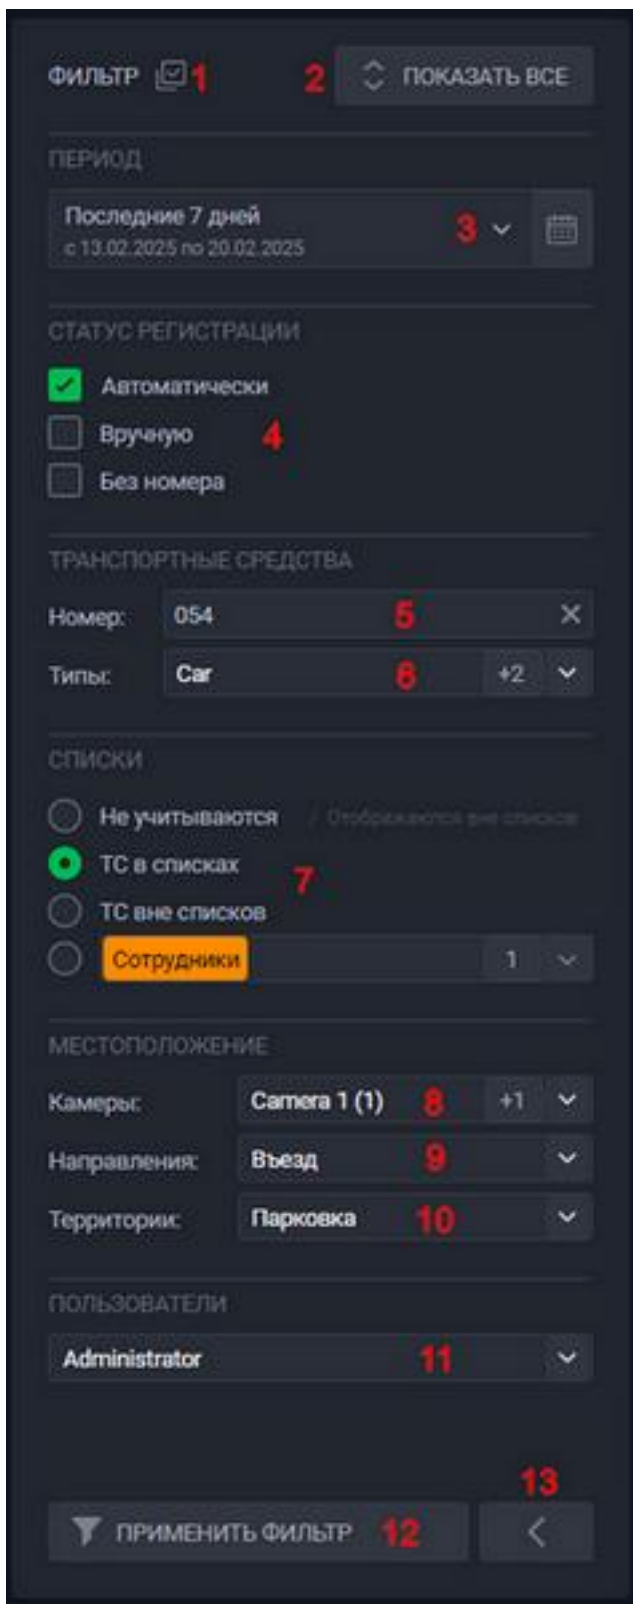 ФИЛЬТР 1 2 ПОКАЗАТЬ ВСЕ
ПЕРИОД
Последние 7 дней
с 13.02.2025 по 20.02.2025
3
СТАТУС РЕГИСТРАЦИИ
Автоматически
Вручную 4
Без номера
ТРАНСПОРТНЫЕ СРЕДСТВА
Номер: 054 5
Типы: Car 6 +2
СПИСКИ
Не учитываются / Отображаются вне списков
ТС в списках
7
ТС вне списков
Сотрудники 1
МЕСТОПОЛОЖЕНИЕ
Камеры: Camera 1 (1) 8 +1
Направления: Въезд 9
Территории: Парковка 10
ПОЛЬЗОВАТЕЛИ
Administrator 11
13
ПРИМЕНИТЬ ФИЛЬТР 12